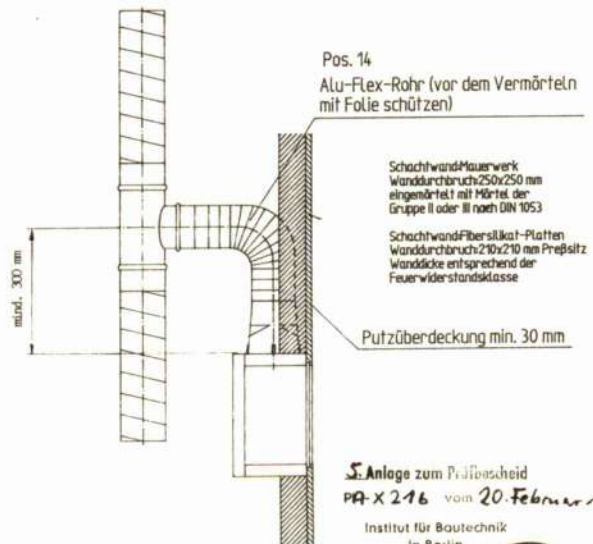 Pos. 14
Alu-Flex-Rohr (vor dem Vermörteln
mit Folie schützen)
Schachtwand:Mauerwerk
Wanddurchbruch:250x250 mm
eingemörtelt mit Mörtel der
Gruppe II oder III nach DIN 1053
Schachtwand:Fibersilikat-Platten
Wanddurchbruch:210x210 mm Preßsitz
Wanddicke entsprechend der
Feuerwiderstandsklasse
mind. 300 mm
Putzüberdeckung min. 30 mm
5. Anlage zum Prüfbescheid
PA-X 216 vom 20. Februar
Institut für Bautechnik
in Berlin